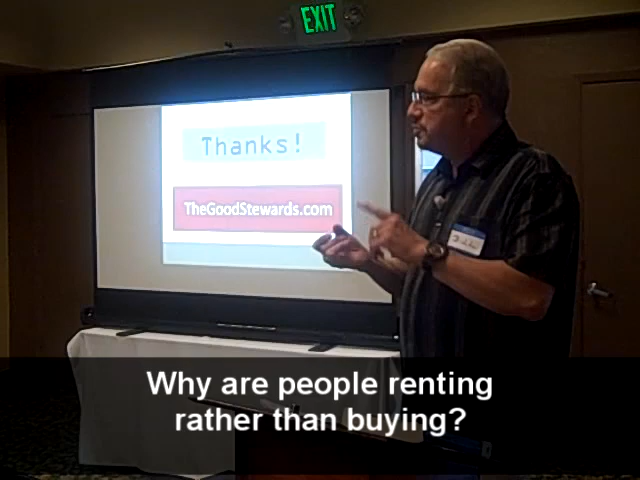 EXIT
Thanks!
TheGoodStewards.com
Why are people renting
rather than buying?